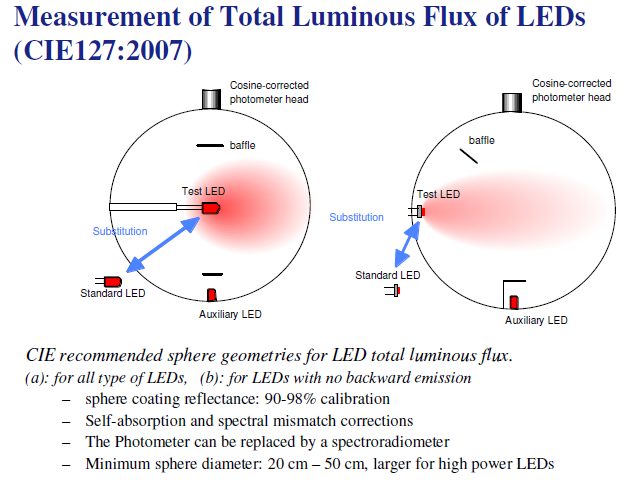 Measurement of Total Luminous Flux of LEDs
(CIE127:2007)
Cosine-corrected
photometer head
baffle
Test LED
Substitution
Standard LED
Auxiliary LED
Cosine-corrected
photometer head
baffle
Test LED
Substitution
Standard LED
Auxiliary LED
CIE recommended sphere geometries for LED total luminous flux.
(a): for all type of LEDs, (b): for LEDs with no backward emission
– sphere coating reflectance: 90-98% calibration
– Self-absorption and spectral mismatch corrections
– The Photometer can be replaced by a spectroradiometer
– Minimum sphere diameter: 20 cm – 50 cm, larger for high power LEDs